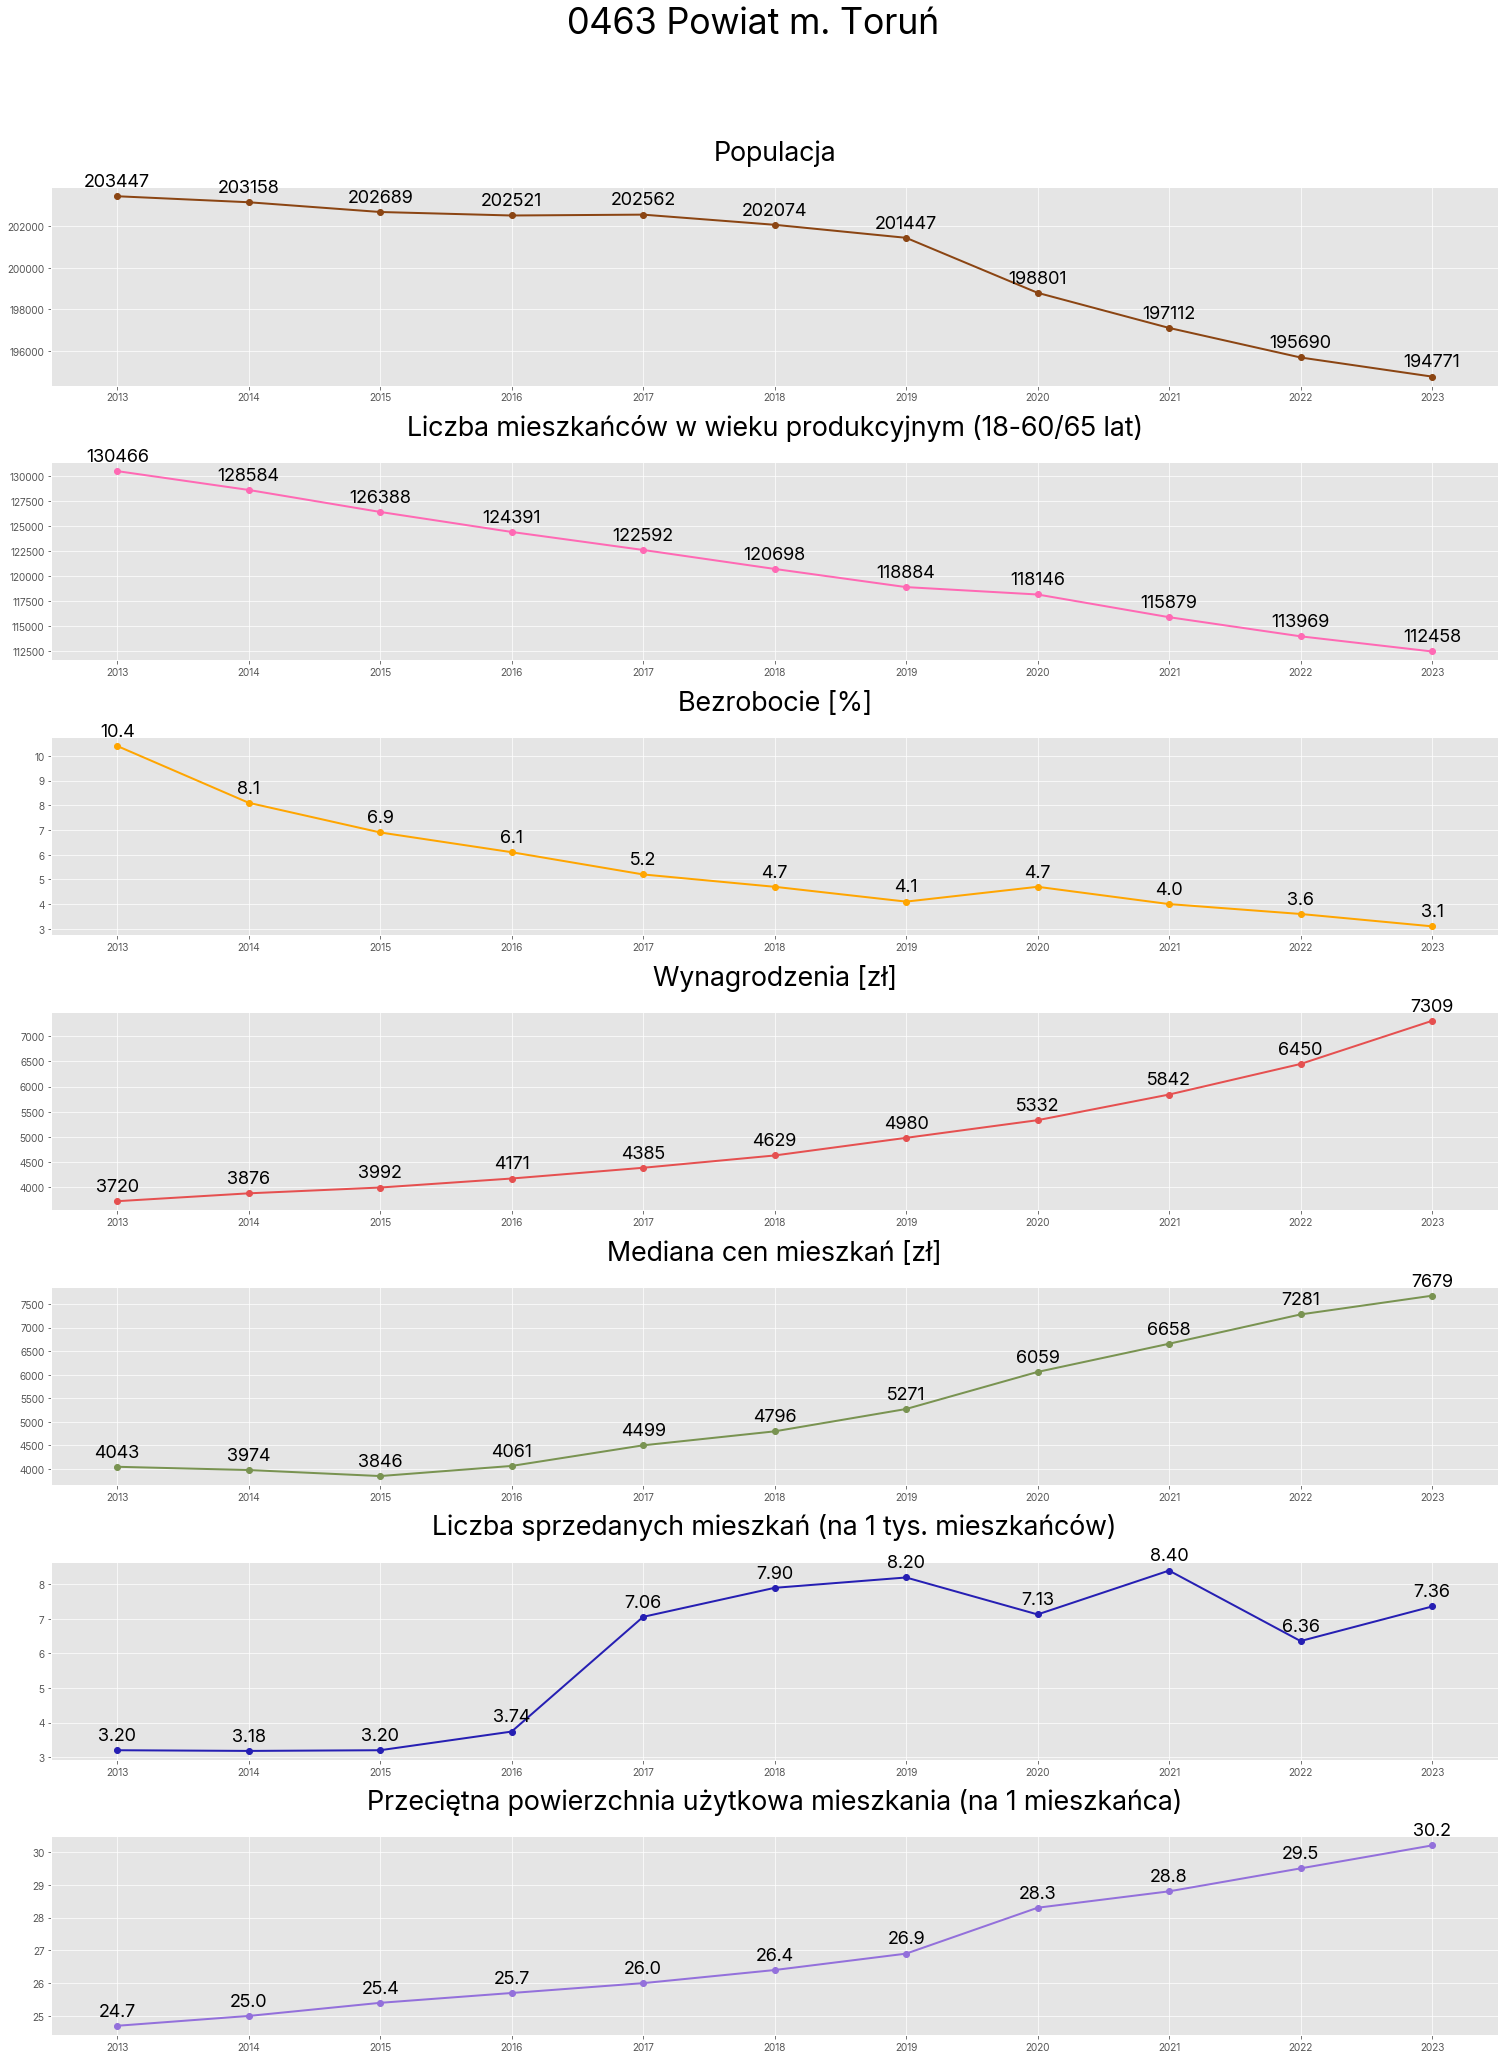 0463 Powiat m. Toruń
Populacja
203447 203158 202689 202521 202562 202074 201447 198801 197112 195690 194771
202000
200000
198000
196000
2013 2014 2015 2016 2017 2018 2019 2020 2021 2022 2023
Liczba mieszkańców w wieku produkcyjnym (18-60/65 lat)
130466 128584 126388 124391 122592 120698 118884 118146 115879 113969 112458
130000
127500
125000
122500
120000
117500
115000
112500
2013 2014 2015 2016 2017 2018 2019 2020 2021 2022 2023
Bezrobocie [%]
10.4 8.1 6.9 6.1 5.2 4.7 4.1 4.7 4.0 3.6 3.1
10
9
8
7
6
5
4
3
2013 2014 2015 2016 2017 2018 2019 2020 2021 2022 2023
Wynagrodzenia [zł]
3720 3876 3992 4171 4385 4629 4980 5332 5842 6450 7309
7000
6500
6000
5500
5000
4500
4000
2013 2014 2015 2016 2017 2018 2019 2020 2021 2022 2023
Mediana cen mieszkań [zł]
4043 3974 3846 4061 4499 4796 5271 6059 6658 7281 7679
7500
7000
6500
6000
5500
5000
4500
4000
2013 2014 2015 2016 2017 2018 2019 2020 2021 2022 2023
Liczba sprzedanych mieszkań (na 1 tys. mieszkańców)
3.20 3.18 3.20 3.74 7.06 7.90 8.20 7.13 8.40 6.36 7.36
8
7
6
5
4
3
2013 2014 2015 2016 2017 2018 2019 2020 2021 2022 2023
Przeciętna powierzchnia użytkowa mieszkania (na 1 mieszkańca)
24.7 25.0 25.4 25.7 26.0 26.4 26.9 28.3 28.8 29.5 30.2
30
29
28
27
26
25
2013 2014 2015 2016 2017 2018 2019 2020 2021 2022 2023